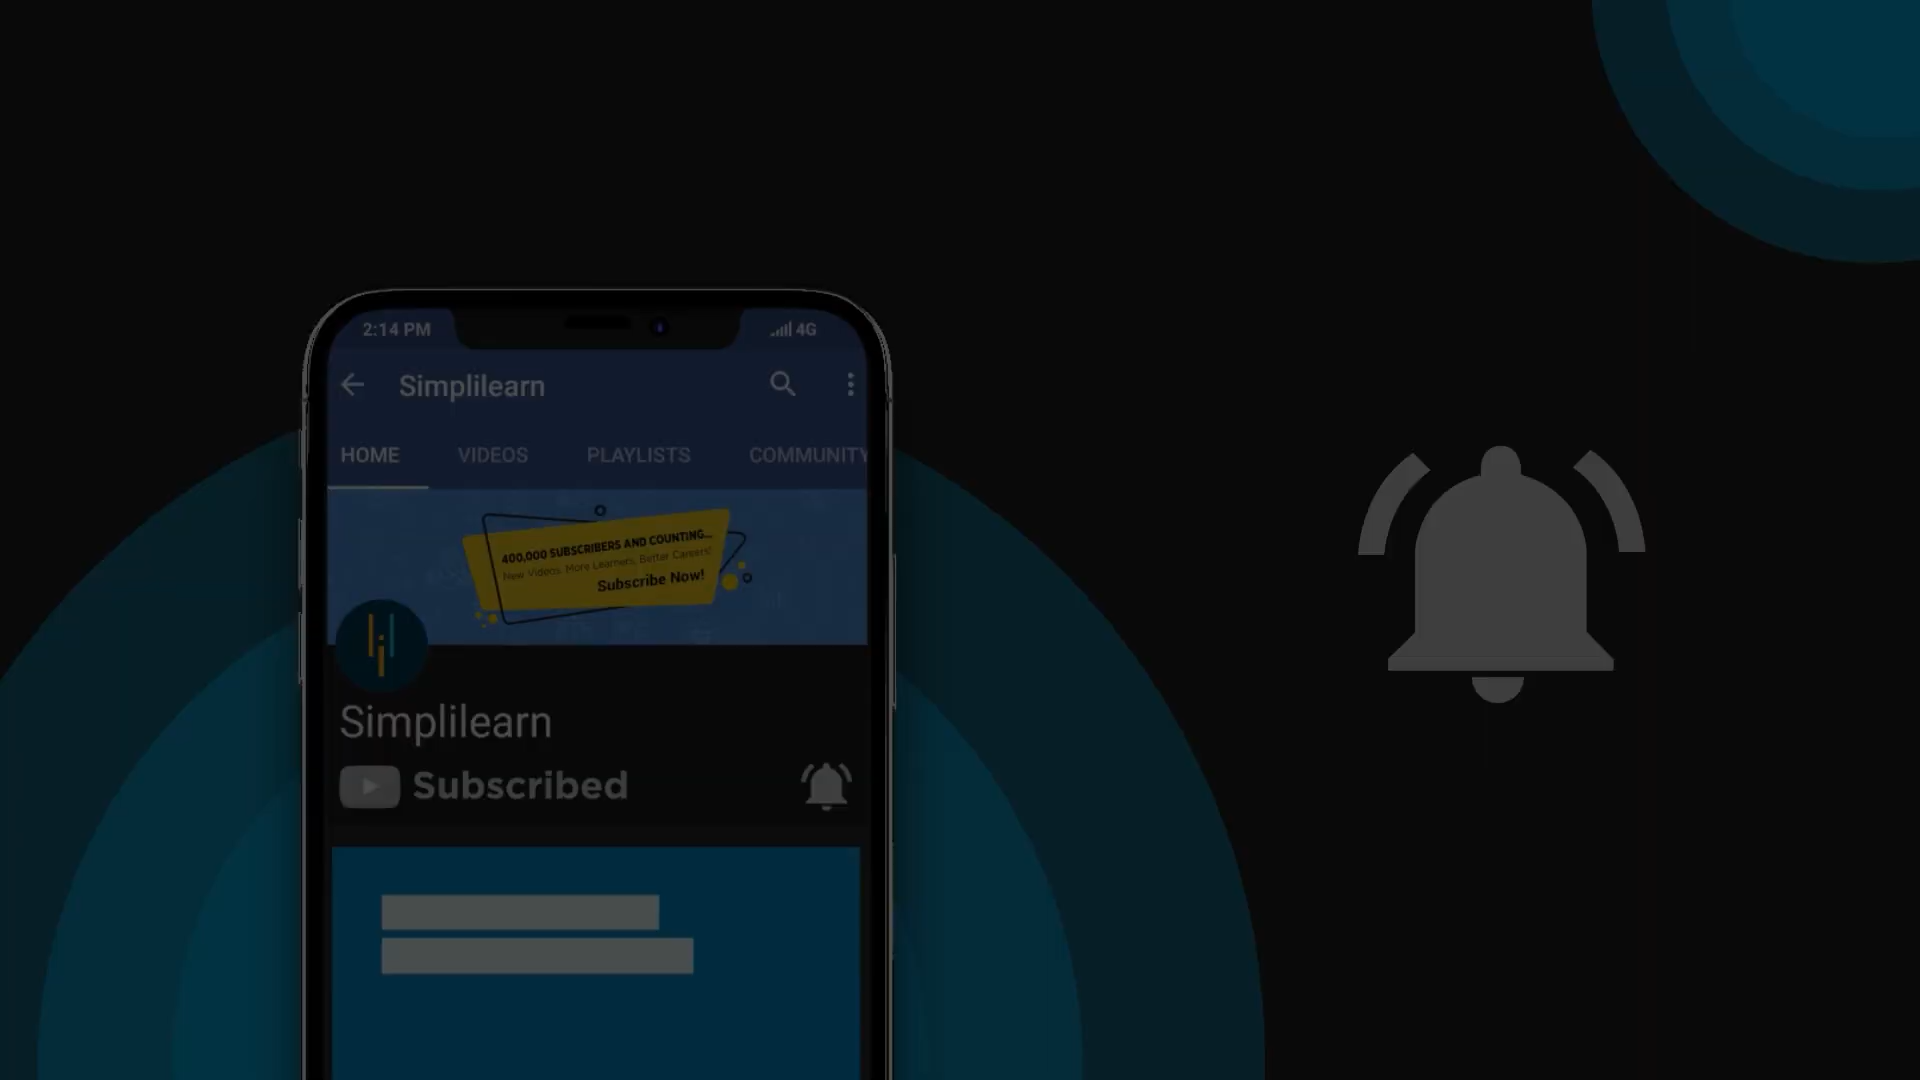 2:14 PM 4G
Simplilearn
HOME VIDEOS PLAYLISTS COMMUNITY
400,000 SUBSCRIBERS AND COUNTING...
New Videos. More Learners. Better Careers!
Subscribe Now!
Simplilearn
Subscribed